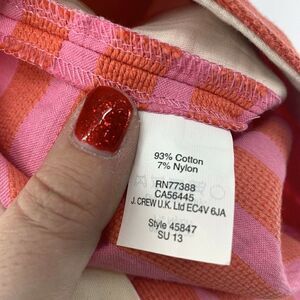 93% Cotton
7% Nylon
RN77388
CA56445
J. CREW U.K. Ltd EC4V 6JA
Style 45847
SU 13